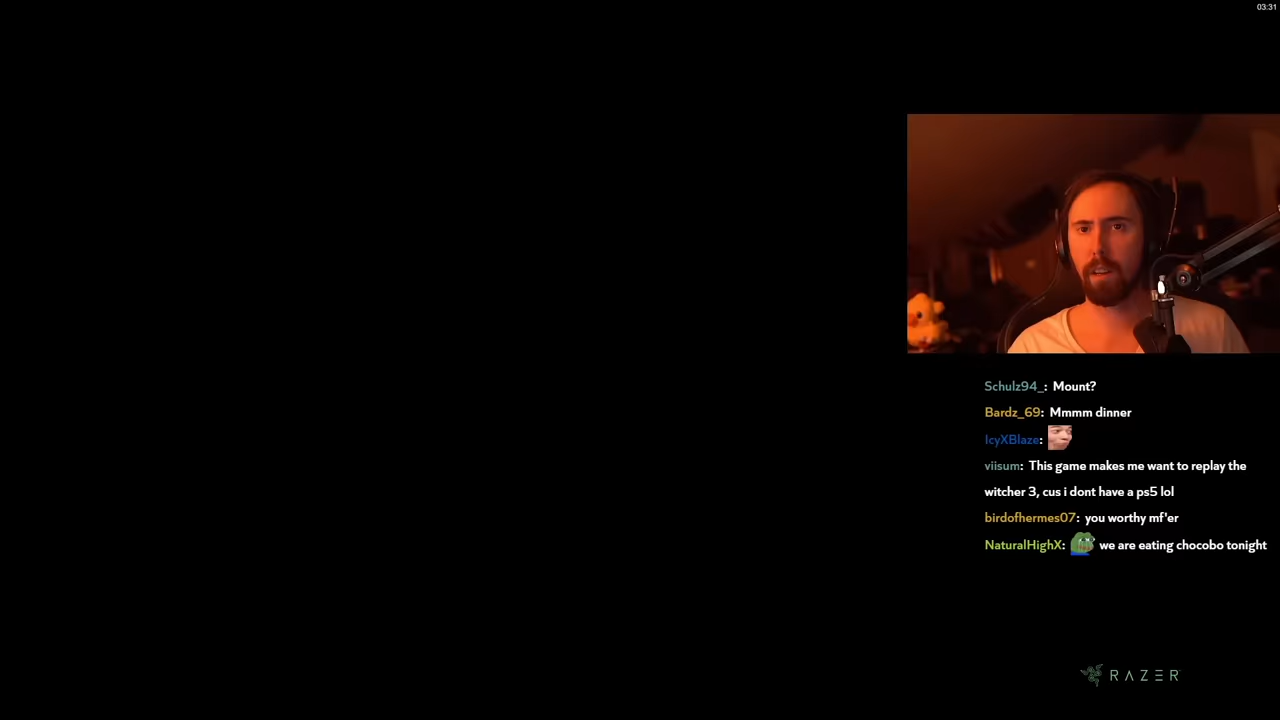 03:31
Schulz94_: Mount?
Bardz_69: Mmmm dinner
IcyXBlaze:
viisum: This game makes me want to replay the
witcher 3, cus i dont have a ps5 lol
birdofhermes07: you worthy mf'er
NaturalHighX: we are eating chocobo tonight
RAZER